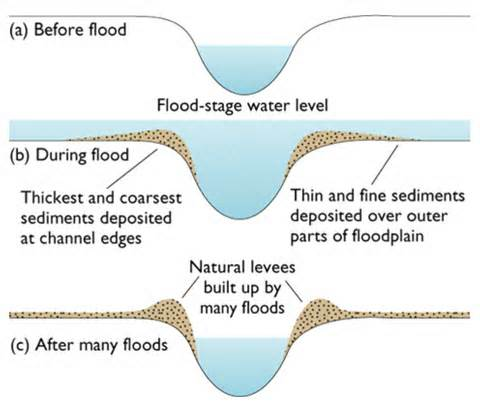 (a) Before flood
Flood-stage water level
(b) During flood
Thickest and coarsest
sediments deposited
at channel edges
Thin and fine sediments
deposited over outer
parts of floodplain
Natural levees
built up by
many floods
(c) After many floods